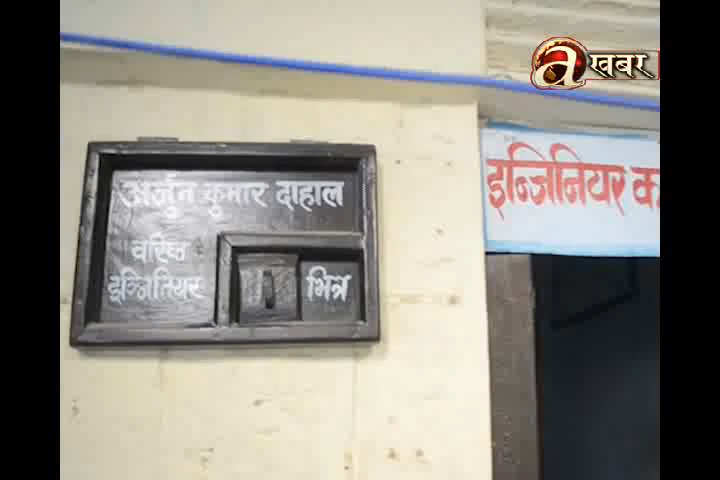 a खबर
अर्जुन कुमार दाहाल
वरिष्ठ
इन्जिनियर
भित्र
इन्जिनियर